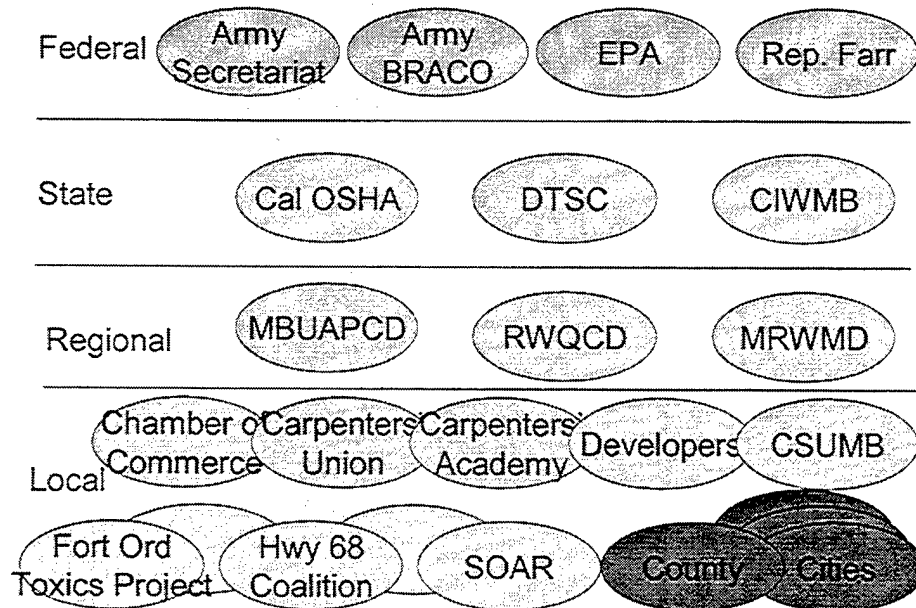 Federal
Army
Secretariat
Army
BRACO
EPA
Rep. Farr
State
Cal OSHA
DTSC
CIWMB
Regional
MBUAPCD
RWQCD
MRWMD
Local
Chamber of
Commerce
Carpenters'
Union
Carpenters'
Academy
Developers
CSUMB
Fort Ord
Toxics Project
Hwy 68
Coalition
SOAR
County
Cities